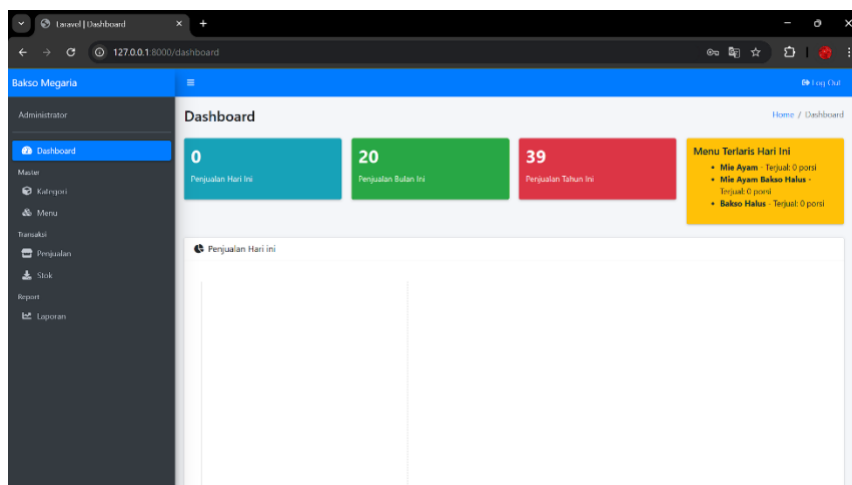 Laravel | Dashboard
127.0.0.1:8000/dashboard
Bakso Megaria
Log Out
Administrator
Dashboard
Home / Dashboard
Dashboard
Master
Kategori
Menu
Transaksi
Penjualan
Stok
Report
Laporan
0
Penjualan Hari Ini
20
Penjualan Bulan Ini
39
Penjualan Tahun Ini
Menu Terlaris Hari Ini
Mie Ayam - Terjual: 0 porsi
Mie Ayam Bakso Halus -
Terjual: 0 porsi
Bakso Halus - Terjual: 0 porsi
Penjualan Hari ini